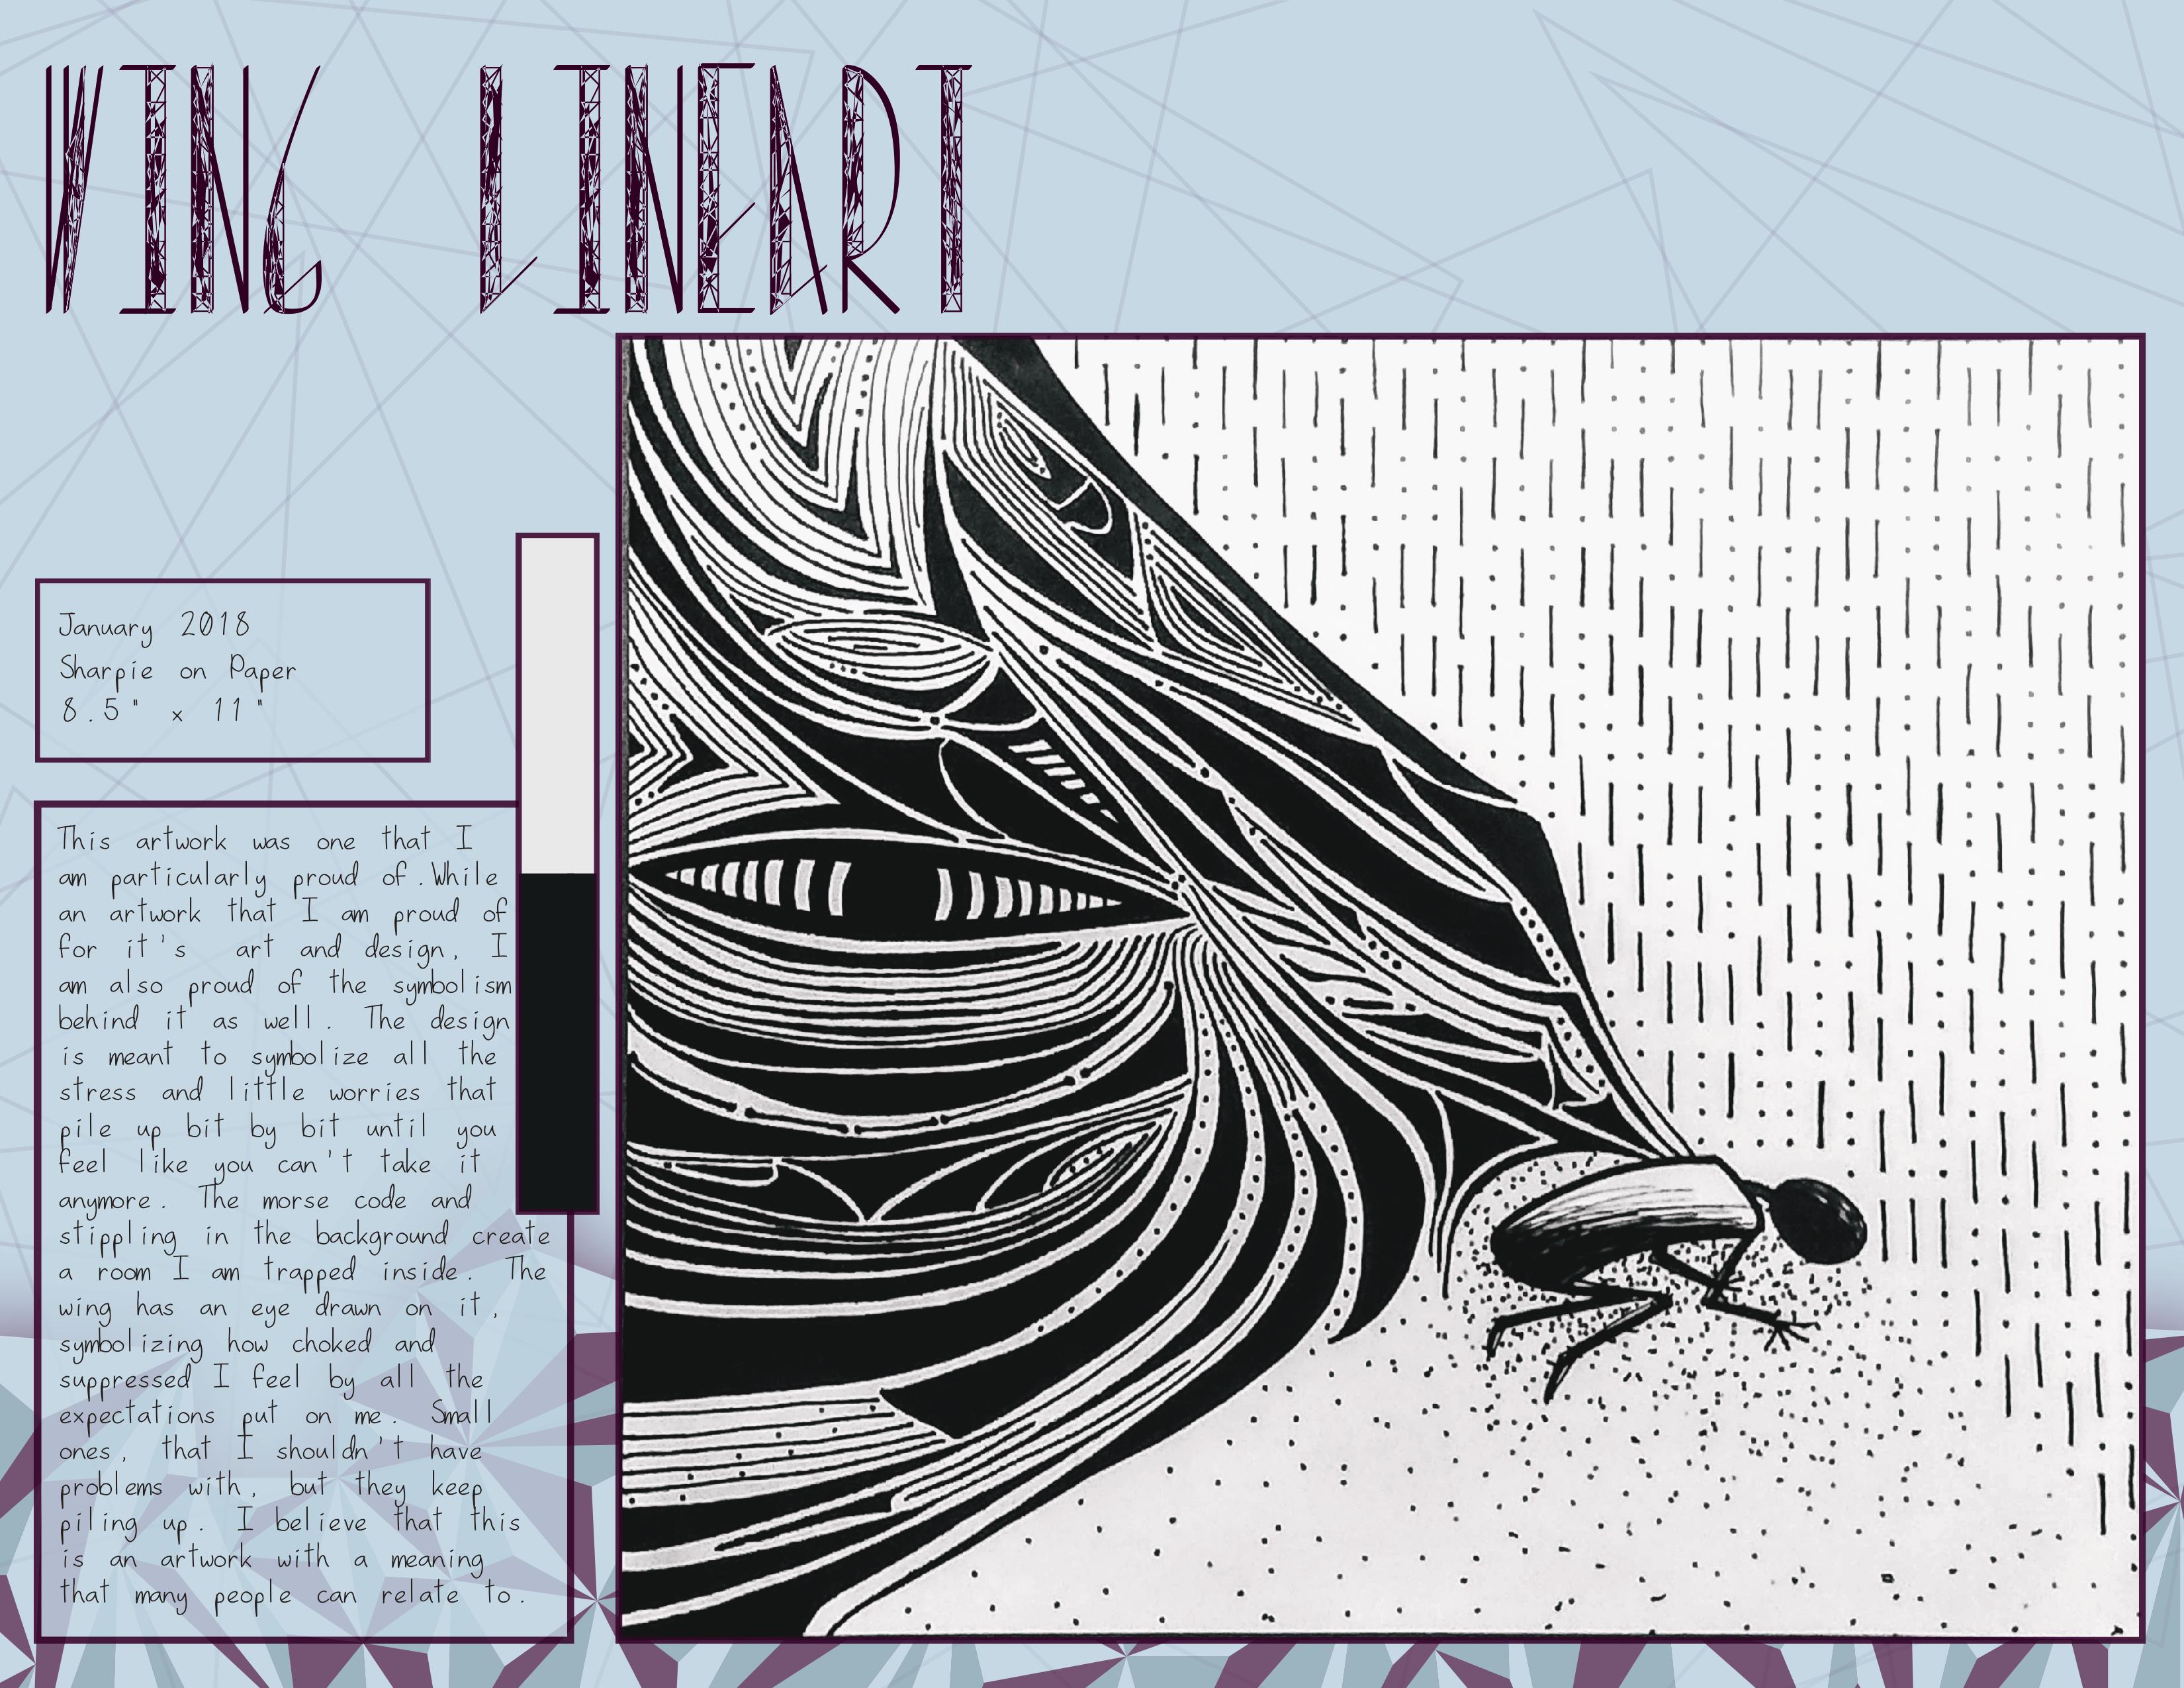 WING LINEART
January 2018
Sharpie on Paper
8.5" x 11"
This artwork was one that I
am particularly proud of.While
an artwork that I am proud of
for it's art and design, I
am also proud of the symbolism
behind it as well. The design
is meant to symbolize all the
stress and little worries that
pile up bit by bit until you
feel like you can't take it
anymore. The morse code and
stippling in the background create
a room I am trapped inside. The
wing has an eye drawn on it,
symbolizing how choked and
suppressed I feel by all the
expectations put on me. Small
ones, that I shouldn't have
problems with, but they keep
piling up. I believe that this
is an artwork with a meaning
that many people can relate to.